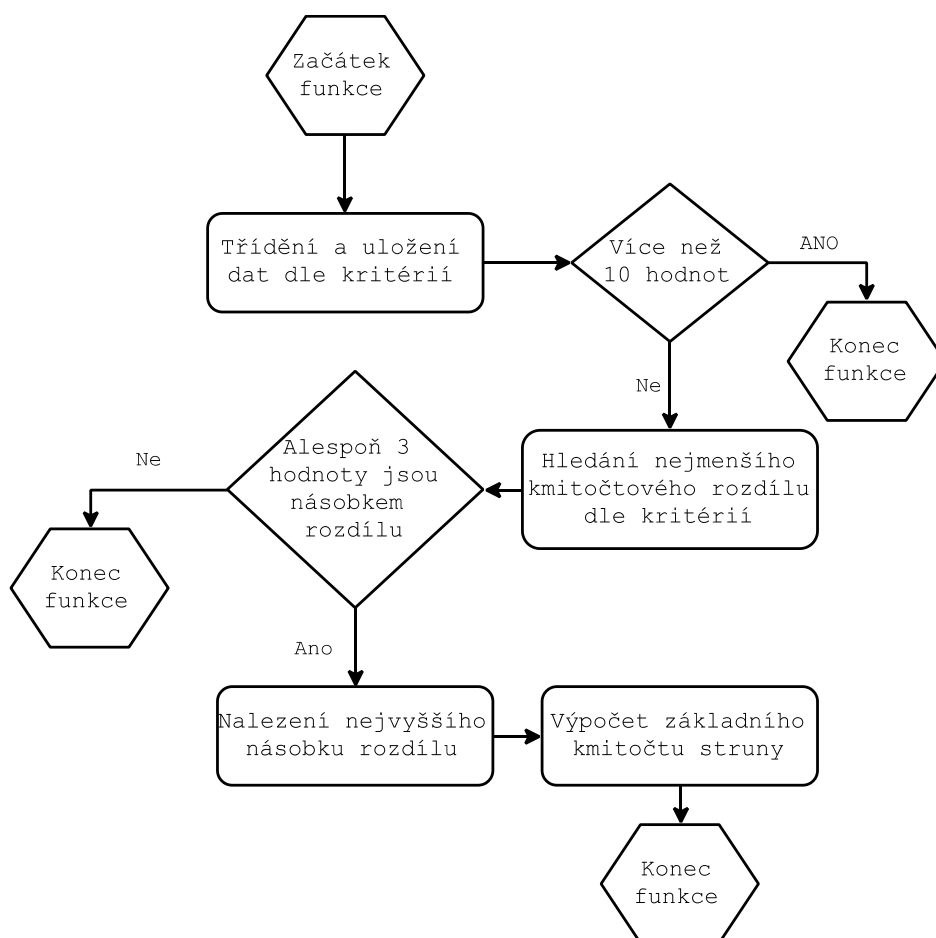 Začátek
funkce
Třídění a uložení
dat dle kritérií
Více než
10 hodnot
ANO
Konec
funkce
Ne
Hledání nejmenšího
kmitočtového rozdílu
dle kritérií
Alespoň 3
hodnoty jsou
násobkem
rozdílu
Ne
Konec
funkce
Ano
Nalezení nejvyššího
násobku rozdílu
Výpočet základního
kmitočtu struny
Konec
funkce